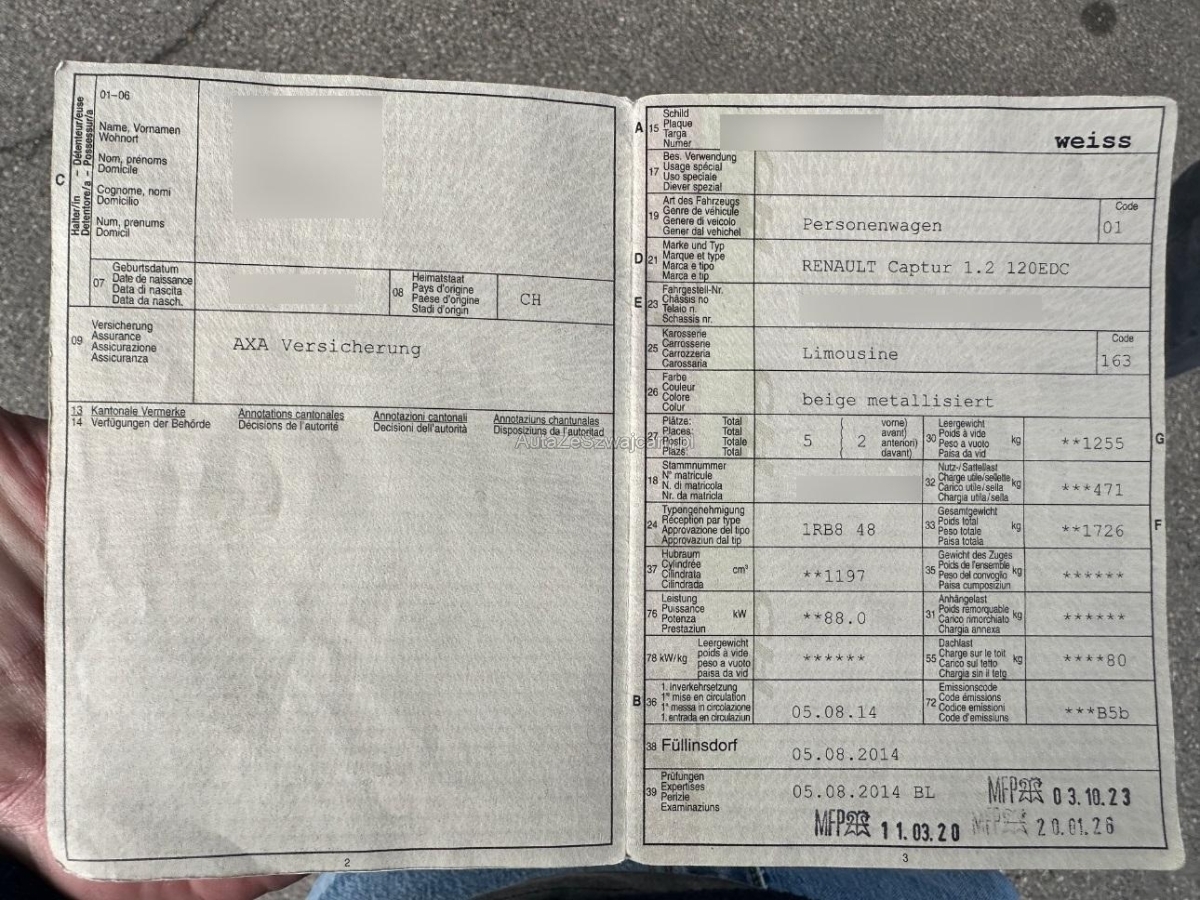 Halter/in – Détenteur/euse
Detentore/a – Possessur/a
C
01–06
Name, Vornamen
Wohnort
Nom, prénoms
Domicile
Cognome, nomi
Domicilio
Num, prenums
Domicil
07
Geburtsdatum
Date de naissance
Data di nascita
Data da nasch.
08
Heimatstaat
Pays d'origine
Paese d'origine
Stadi d'origin
CH
09
Versicherung
Assurance
Assicurazione
Assicuranza
AXA Versicherung
13 Kantonale Vermerke Annotations cantonales Annotazioni cantonali Annotaziuns chantunalas
14 Verfügungen der Behörde Décisions de l'autorité Decisioni dell'autorità Disposiziuns da l'autoritad
2
A 15
Schild
Plaque
Targa
Numer
weiss
17
Bes. Verwendung
Usage spécial
Uso speciale
Diever spezial
19
Art des Fahrzeugs
Genre de véhicule
Genere di veicolo
Gener dal vehichel
Personenwagen
Code
01
D 21
Marke und Typ
Marque et type
Marca e tipo
Marca e tip
RENAULT Captur 1.2 120EDC
E 23
Fahrgestell-Nr.
Châssis no
Telaio n.
Schassis nr.
25
Karosserie
Carrosserie
Carrozzeria
Carossaria
Limousine
Code
163
26
Farbe
Couleur
Colore
Colur
beige metallisiert
27
Plätze: Total
Places: Total
Posti: Totale
Plazs: Total
5
2
vorne)
avant)
anteriori)
davant)
30
Leergewicht
Poids à vide
Peso a vuoto
Paisa da vid
kg
**1255
G
18
Stammnummer
N° matricule
N. di matricola
Nr. da matricla
32
Nutz-/Sattellast
Charge utile/sellette
Carico utile/sella
Chargia utila/sella
kg
***471
24
Typengenehmigung
Réception par type
Approvazione del tipo
Approvaziun dal tip
1RB8 48
33
Gesamtgewicht
Poids total
Peso totale
Paisa totala
kg
**1726
F
37
Hubraum
Cylindrée
Cilindrata
Cilindrada
cm³
**1197
35
Gewicht des Zuges
Poids de l'ensemble
Peso del convoglio
Paisa cumposiziun
kg
******
76
Leistung
Puissance
Potenza
Prestaziun
kW
**88.0
31
Anhängelast
Poids remorquable
Carico rimorchiato
Chargia annexa
kg
******
78 kW/kg
Leergewicht
poids à vide
peso a vuoto
paisa da vid
******
55
Dachlast
Charge sur le toit
Carico sul tetto
Chargia sin il tetg
kg
****80
B 36
1. Inverkehrsetzung
1re mise en circulation
1a messa in circolazione
1. entrada en circulaziun
05.08.14
72
Emissionscode
Code émissions
Codice emissioni
Code d'emissiuns
***B5b
38 Füllinsdorf
05.08.2014
39
Prüfungen
Expertises
Perizie
Examinaziuns
05.08.2014 BL
MFP 03.10.23
MFP 11.03.20
MFP 20.01.26
3